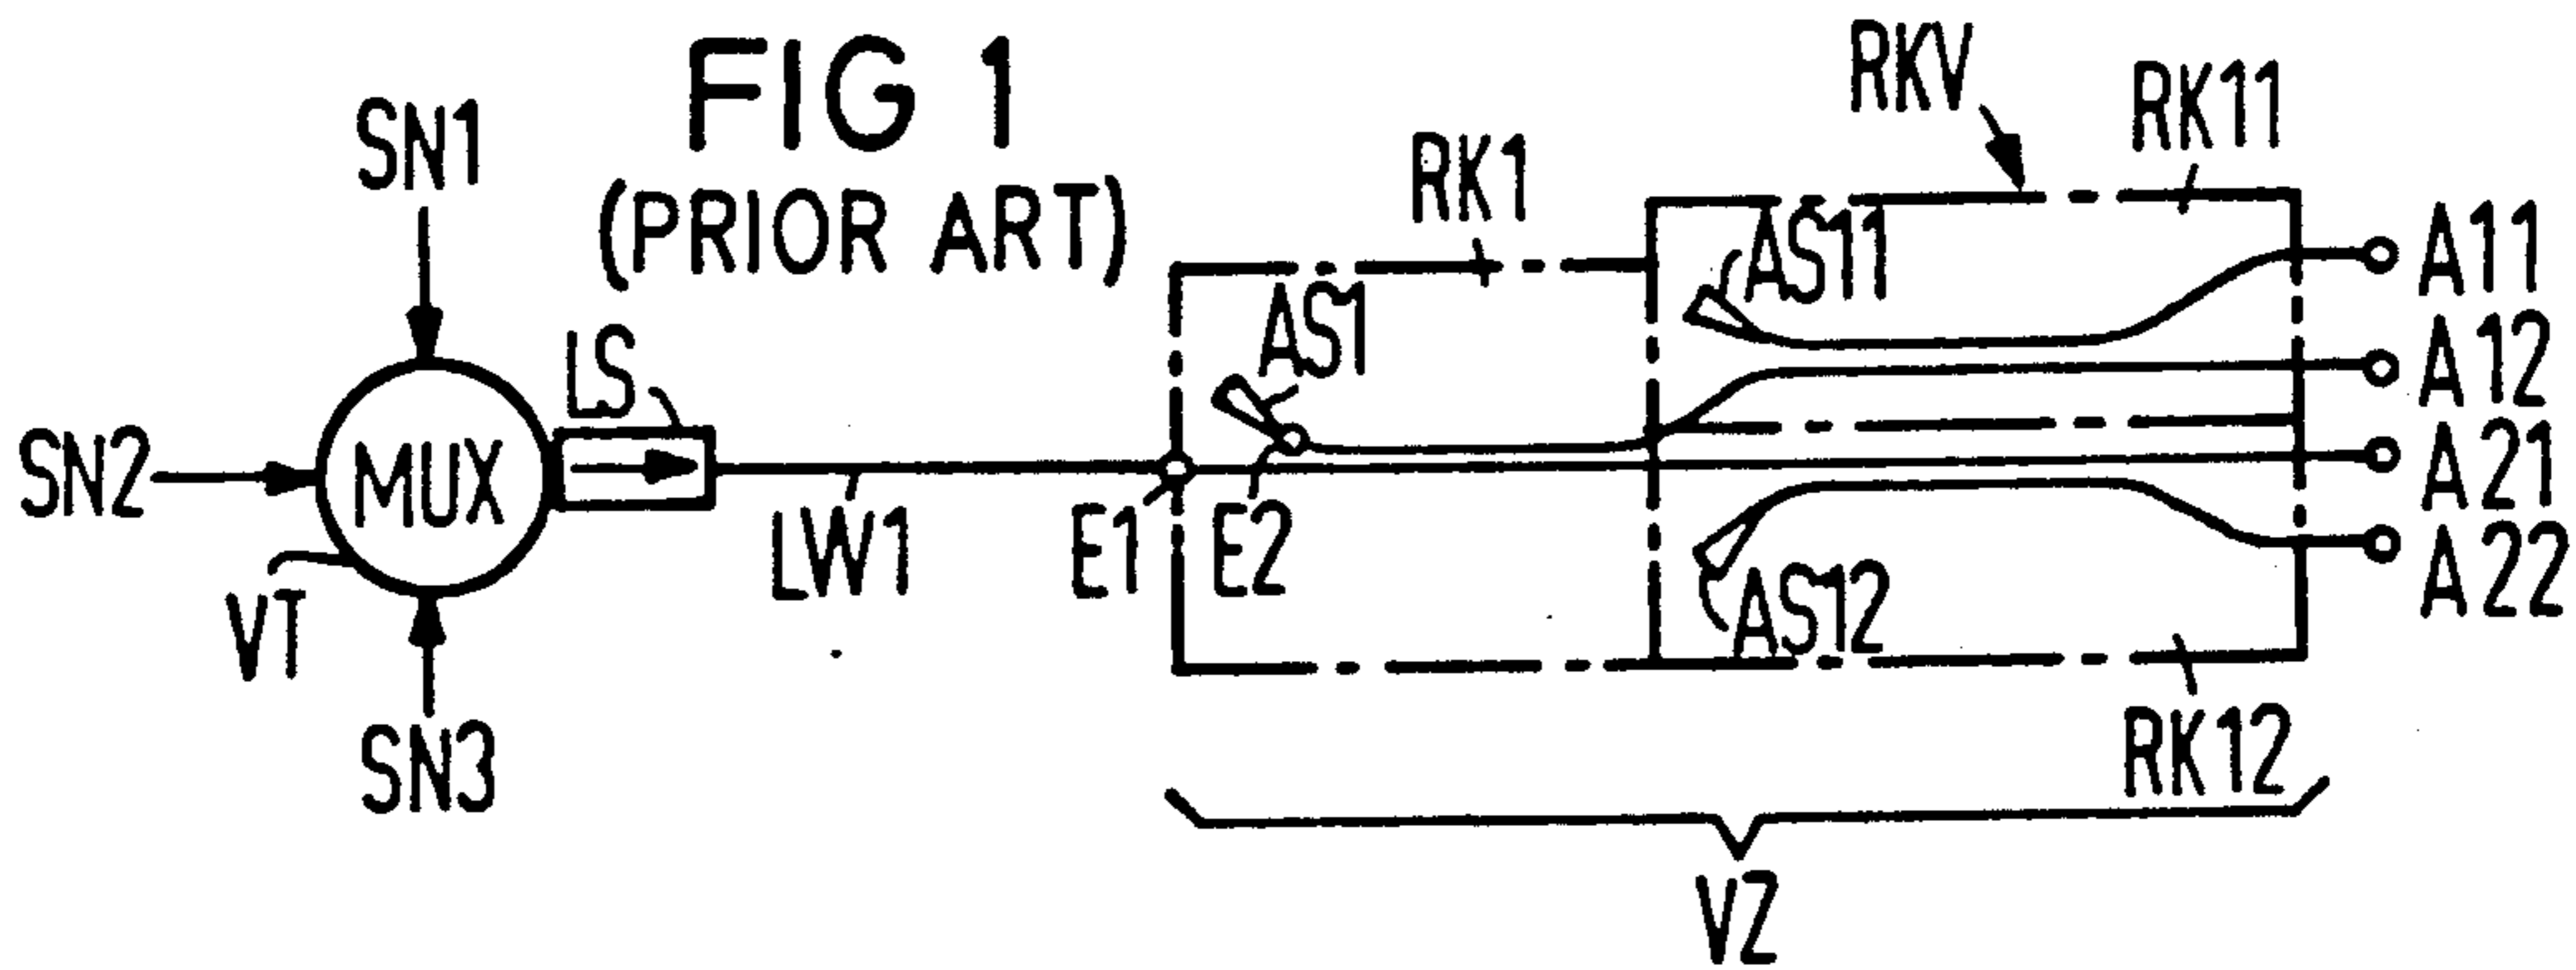 FIG 1
(PRIOR ART)
SN1
SN2
SN3
MUX
VT
LS
LW1
E1
E2
RK1
AS1
RKV
RK11
AS11
AS12
RK12
A11
A12
A21
A22
VZ